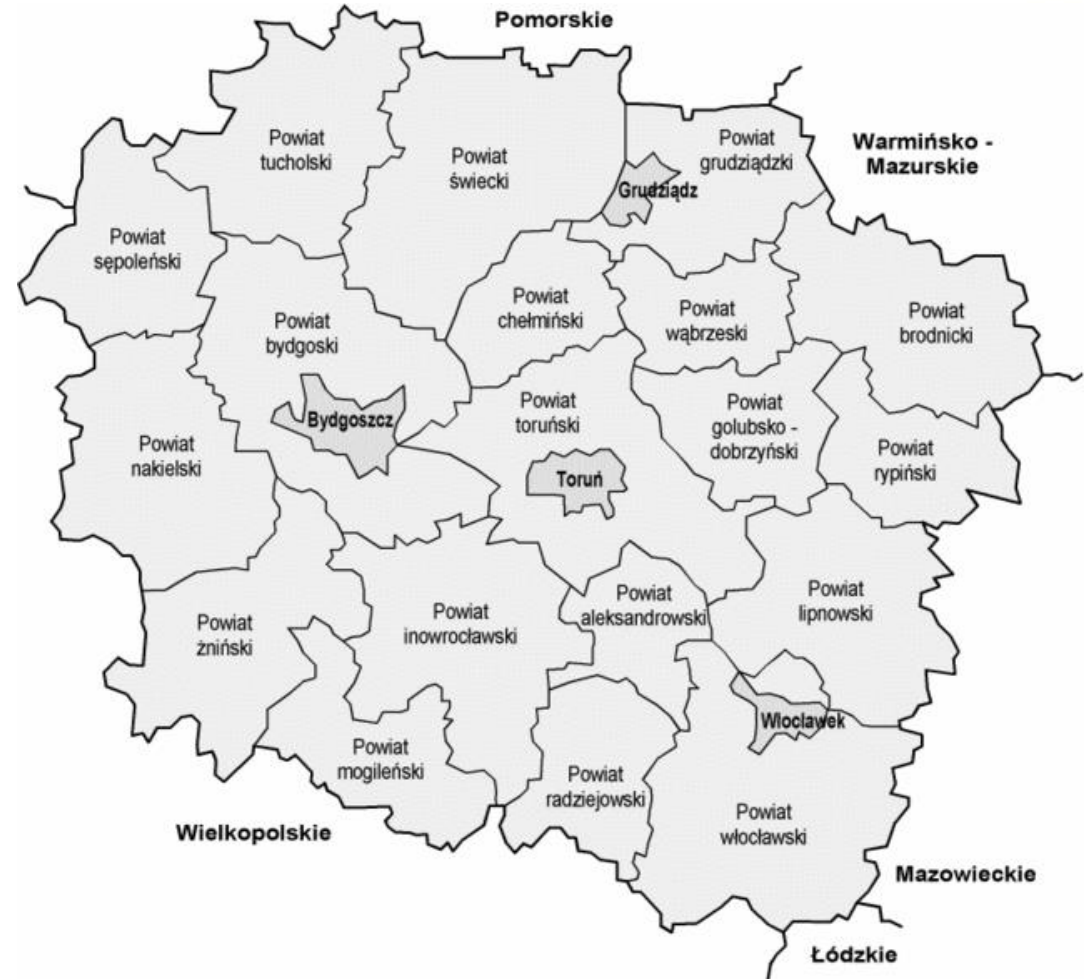 Pomorskie
Powiat
tucholski
Powiat
świecki
Powiat
grudziądzki
Warmińsko -
Mazurskie
Grudziądz
Powiat
sępoleński
Powiat
chełmiński
Powiat
wąbrzeski
Powiat
brodnicki
Powiat
bydgoski
Bydgoszcz
Powiat
toruński
Powiat
golubsko -
dobrzyński
Powiat
rypiński
Powiat
nakielski
Toruń
Powiat
żniński
Powiat
inowrocławski
Powiat
aleksandrowski
Powiat
lipnowski
Wloclawek
Powiat
mogileński
Powiat
radziejowski
Powiat
włocławski
Wielkopolskie
Mazowieckie
Łódzkie